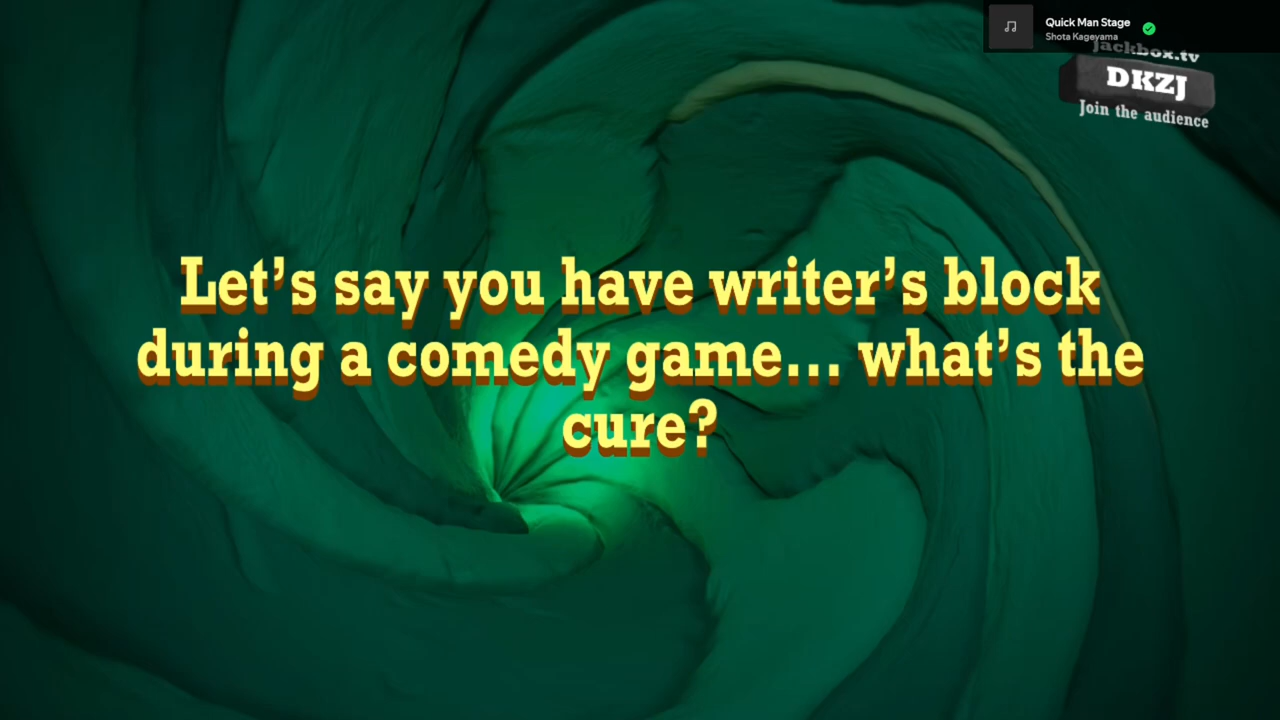 Quick Man Stage
Shota Kageyama
jackbox.tv
DKZJ
Join the audience
Let's say you have writer's block
during a comedy game... what's the
cure?